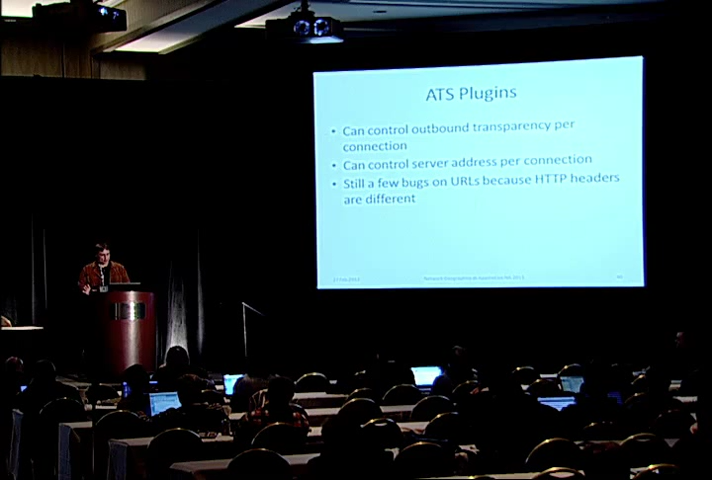 ATS Plugins
• Can control outbound transparency per
connection
• Can control server address per connection
• Still a few bugs on URLs because HTTP headers
are different